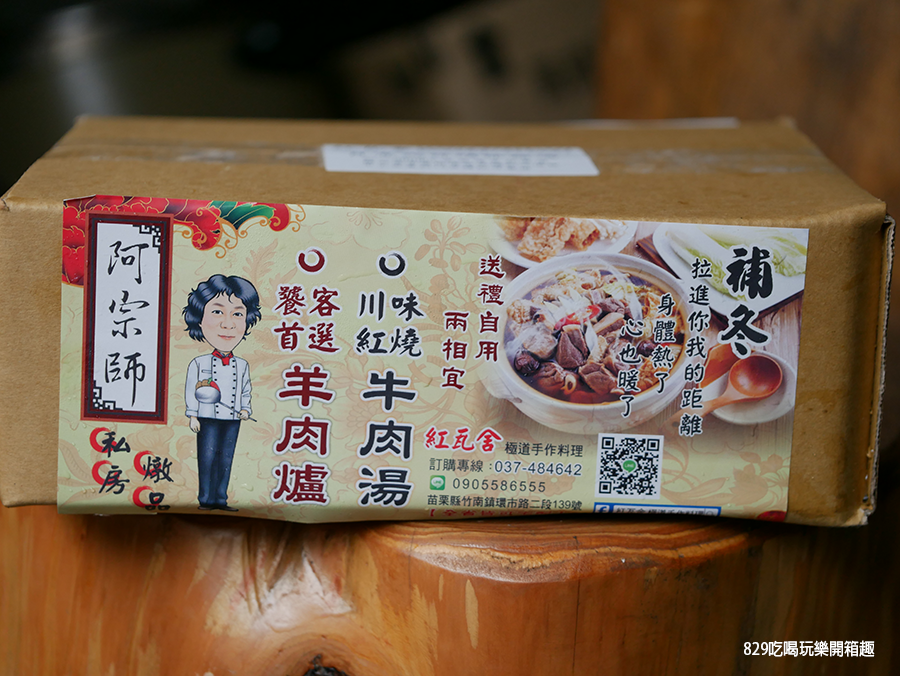 阿宗師
私房
燉品
饕客
首選
羊肉爐
川味
紅燒
牛肉湯
送禮自用
兩相宜
補冬
拉進你我的距離
身體熱了
心也暖了
紅瓦舍 極道手作料理
訂購專線：037-484642
0905586555
苗栗縣竹南鎮環市路二段139號
829吃喝玩樂開箱趣